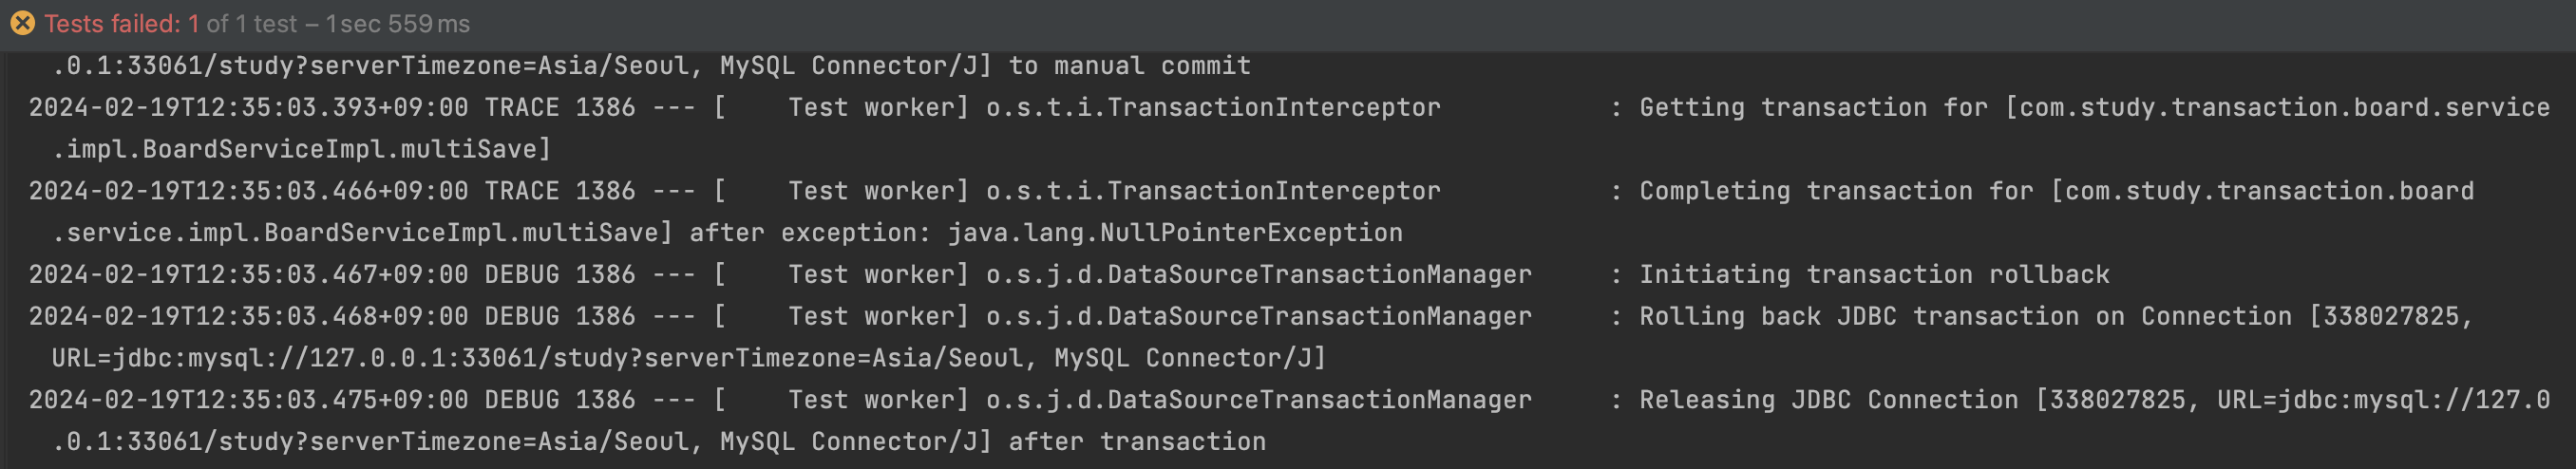 Tests failed: 1 of 1 test – 1 sec 559 ms
.0.1:33061/study?serverTimezone=Asia/Seoul, MySQL Connector/J] to manual commit
2024-02-19T12:35:03.393+09:00 TRACE 1386 --- [    Test worker] o.s.t.i.TransactionInterceptor           : Getting transaction for [com.study.transaction.board.service
.impl.BoardServiceImpl.multiSave]
2024-02-19T12:35:03.466+09:00 TRACE 1386 --- [    Test worker] o.s.t.i.TransactionInterceptor           : Completing transaction for [com.study.transaction.board
.service.impl.BoardServiceImpl.multiSave] after exception: java.lang.NullPointerException
2024-02-19T12:35:03.467+09:00 DEBUG 1386 --- [    Test worker] o.s.j.d.DataSourceTransactionManager     : Initiating transaction rollback
2024-02-19T12:35:03.468+09:00 DEBUG 1386 --- [    Test worker] o.s.j.d.DataSourceTransactionManager     : Rolling back JDBC transaction on Connection [338027825,
URL=jdbc:mysql://127.0.0.1:33061/study?serverTimezone=Asia/Seoul, MySQL Connector/J]
2024-02-19T12:35:03.475+09:00 DEBUG 1386 --- [    Test worker] o.s.j.d.DataSourceTransactionManager     : Releasing JDBC Connection [338027825, URL=jdbc:mysql://127.0
.0.1:33061/study?serverTimezone=Asia/Seoul, MySQL Connector/J] after transaction